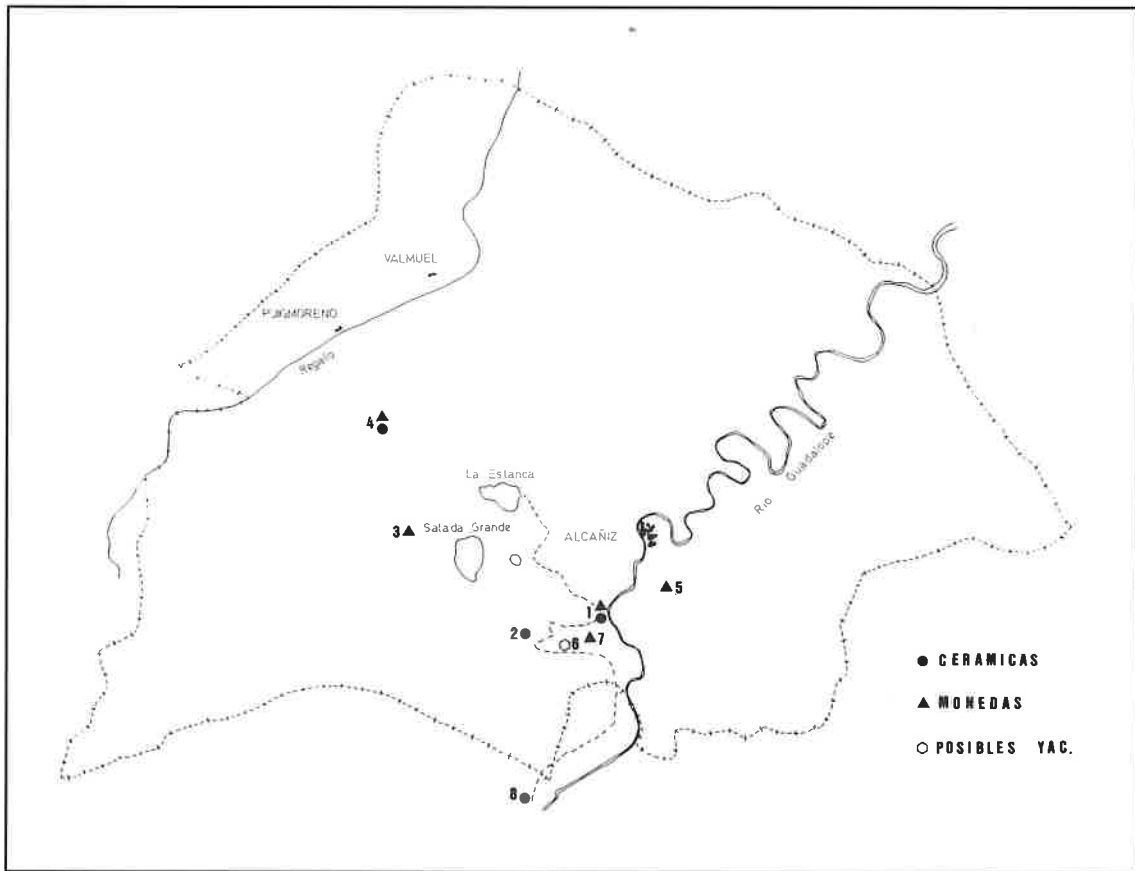 VALMUEL
PUIGMORENO
Regallo
4
La Estanca
3 Salada Grande
ALCAÑIZ
Rio Guadalope
5
1
2
6 7
● CERAMICAS
▲ MONEDAS
○ POSIBLES YAC.
8